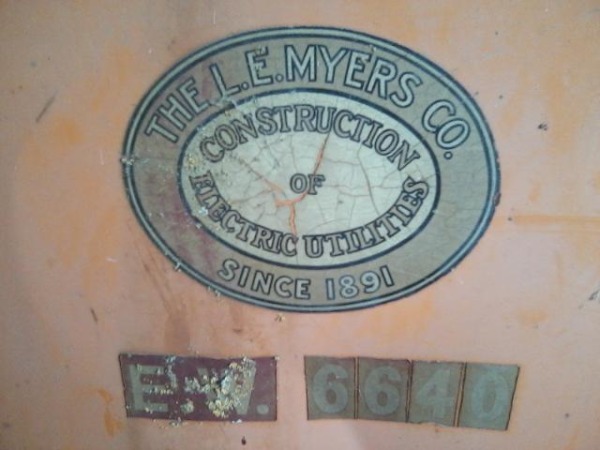 THE L.E. MYERS CO.
CONSTRUCTION
OF
ELECTRIC UTILITIES
SINCE 1891
6640